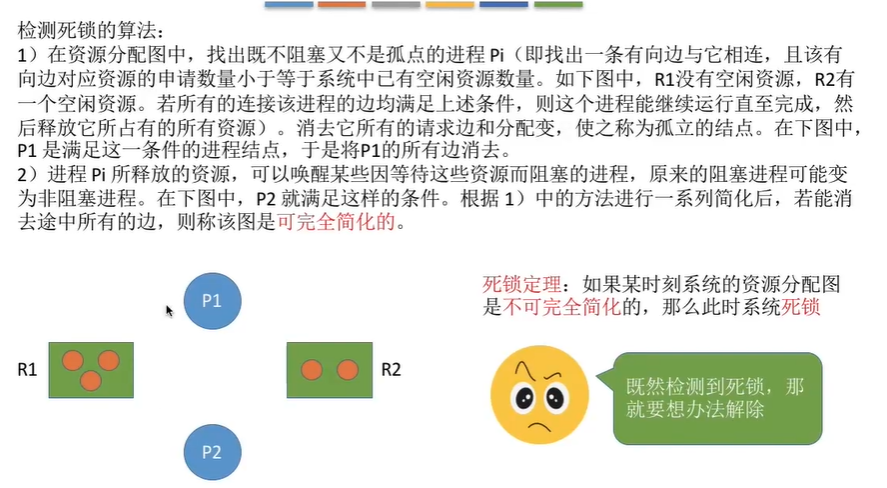 检测死锁的算法：
1）在资源分配图中，找出既不阻塞又不是孤点的进程 Pi（即找出一条有向边与它相连，且该有
向边对应资源的申请数量小于等于系统中已有空闲资源数量。如下图中，R1没有空闲资源，R2有
一个空闲资源。若所有的连接该进程的边均满足上述条件，则这个进程能继续运行直至完成，然
后释放它所占有的所有资源）。消去它所有的请求边和分配变，使之称为孤立的结点。在下图中，
P1 是满足这一条件的进程结点，于是将P1的所有边消去。
2）进程 Pi 所释放的资源，可以唤醒某些因等待这些资源而阻塞的进程，原来的阻塞进程可能变
为非阻塞进程。在下图中，P2 就满足这样的条件。根据 1）中的方法进行一系列简化后，若能消
去途中所有的边，则称该图是可完全简化的。
死锁定理：如果某时刻系统的资源分配图
是不可完全简化的，那么此时系统死锁
P1
R1
R2
P2
既然检测到死锁，那
就要想办法解除